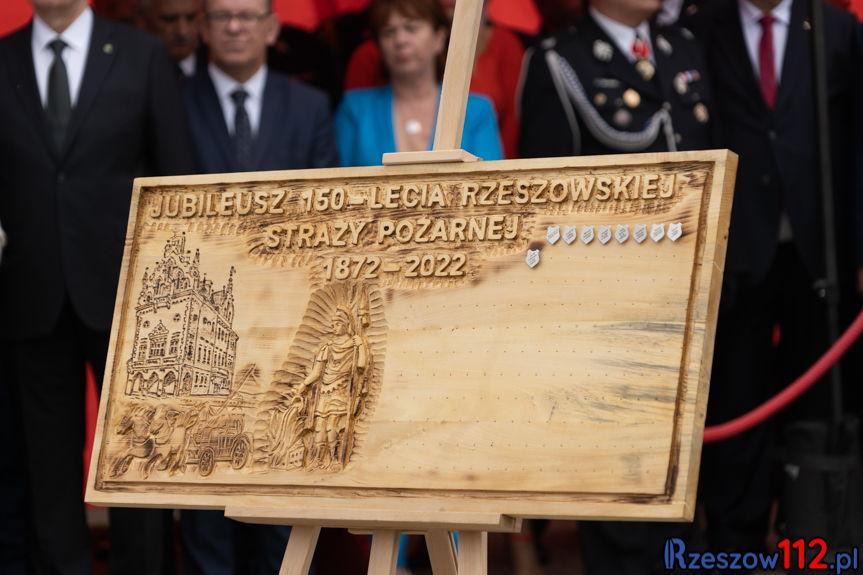 JUBILEUSZ 150-LECIA RZESZOWSKIEJ
STRAŻY POŻARNEJ
1872-2022
Rzeszow112.pl